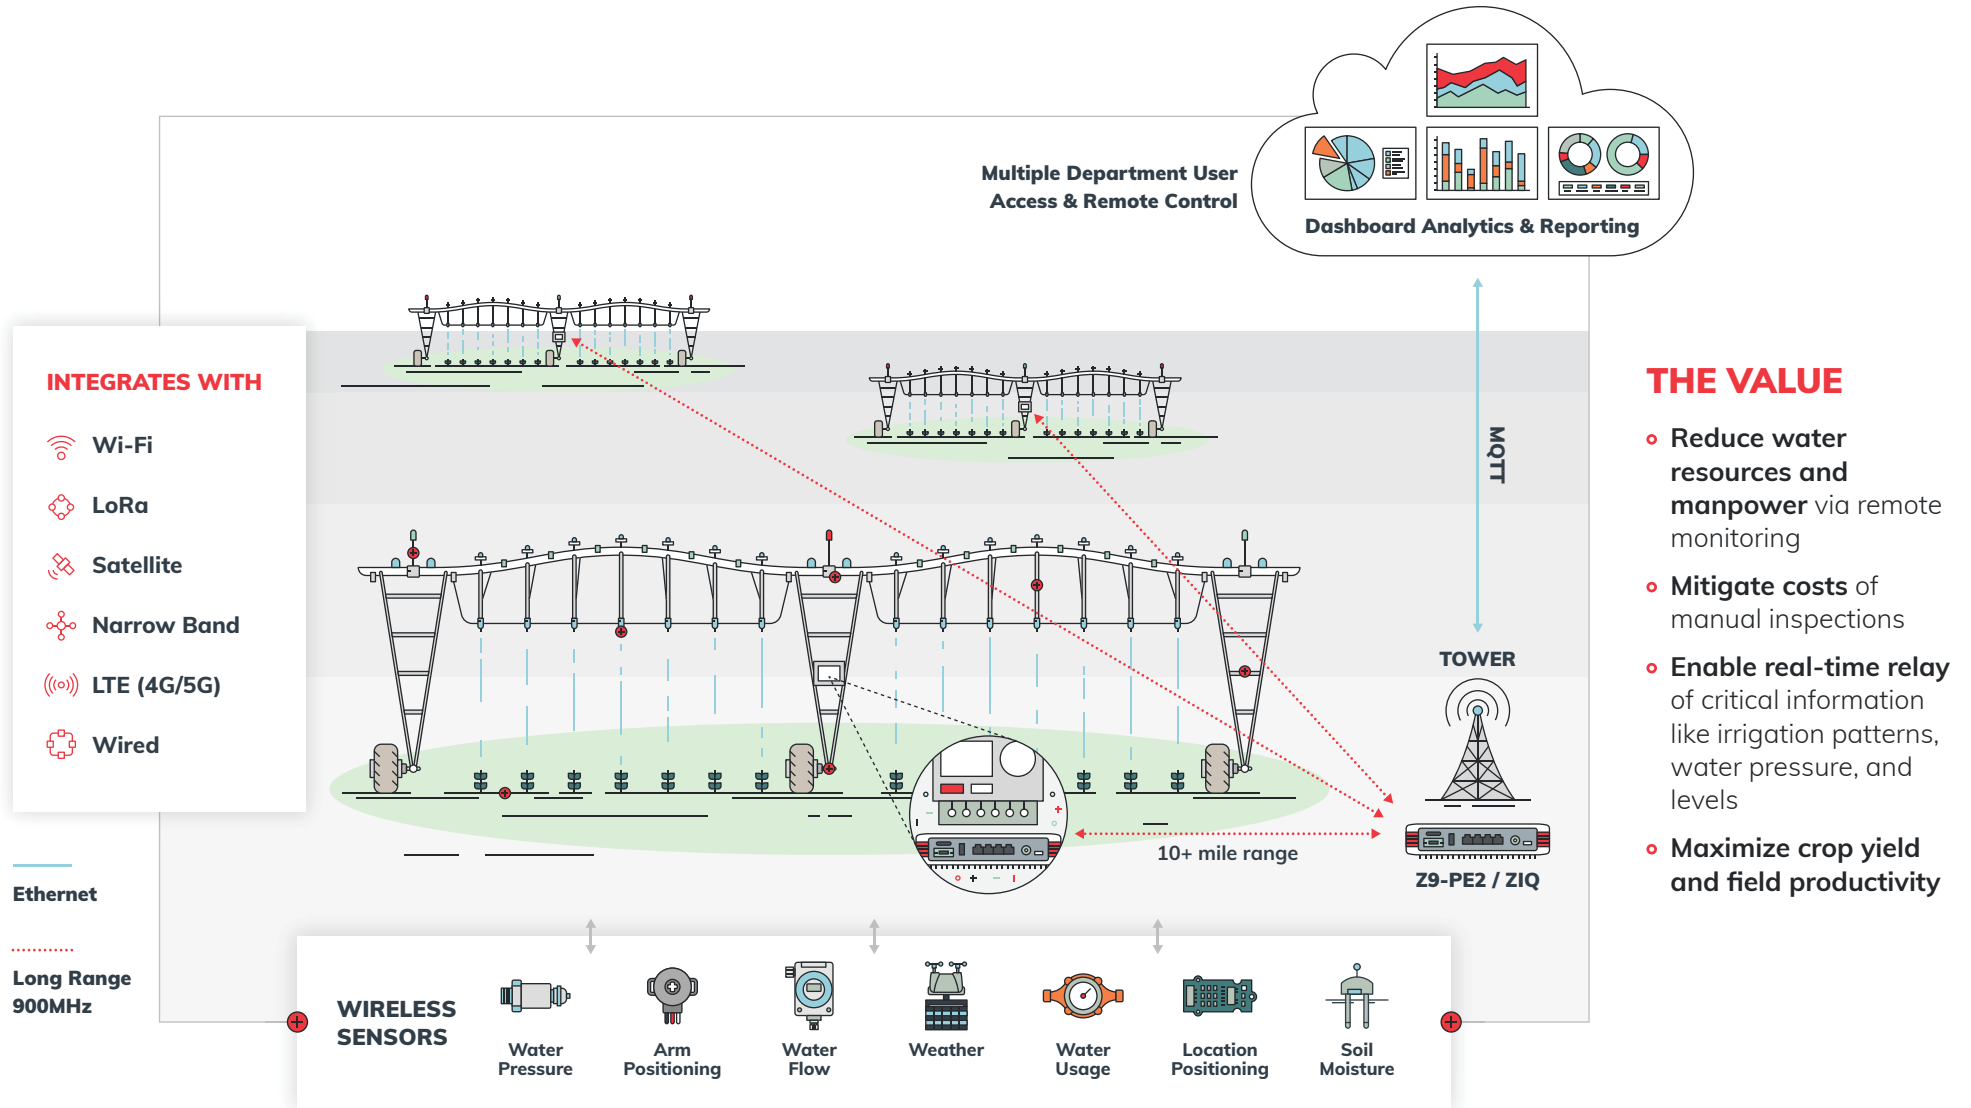 Multiple Department User
Access & Remote Control
Dashboard Analytics & Reporting
INTEGRATES WITH
Wi-Fi
LoRa
Satellite
Narrow Band
LTE (4G/5G)
Wired
Ethernet
Long Range
900MHz
MQTT
TOWER
10+ mile range
Z9-PE2 / ZIQ
THE VALUE
Reduce water
resources and
manpower via remote
monitoring
Mitigate costs of
manual inspections
Enable real-time relay
of critical information
like irrigation patterns,
water pressure, and
levels
Maximize crop yield
and field productivity
WIRELESS
SENSORS
Water
Pressure
Arm
Positioning
Water
Flow
Weather
Water
Usage
Location
Positioning
Soil
Moisture